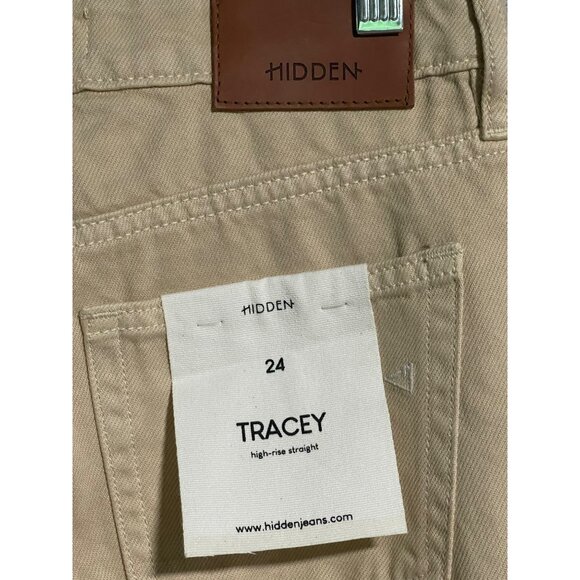 HIDDEN
HIDDEN
24
TRACEY
high-rise straight
www.hiddenjeans.com